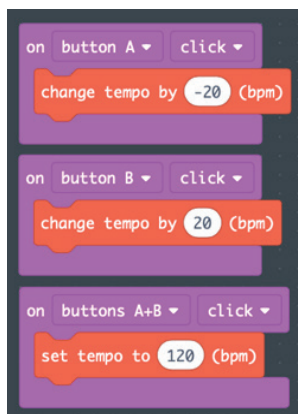 on button A click
change tempo by -20 (bpm)
on button B click
change tempo by 20 (bpm)
on buttons A+B click
set tempo to 120 (bpm)